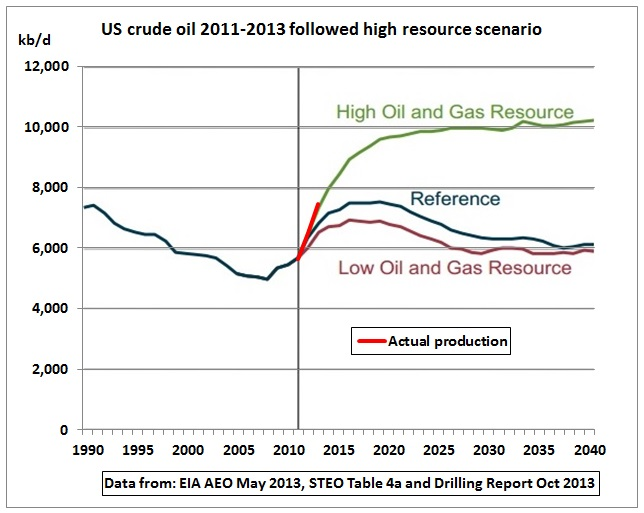 US crude oil 2011-2013 followed high resource scenario
kb/d
12,000
10,000
8,000
6,000
4,000
2,000
0
High Oil and Gas Resource
Reference
Low Oil and Gas Resource
Actual production
1990 1995 2000 2005 2010 2015 2020 2025 2030 2035 2040
Data from: EIA AEO May 2013, STEO Table 4a and Drilling Report Oct 2013